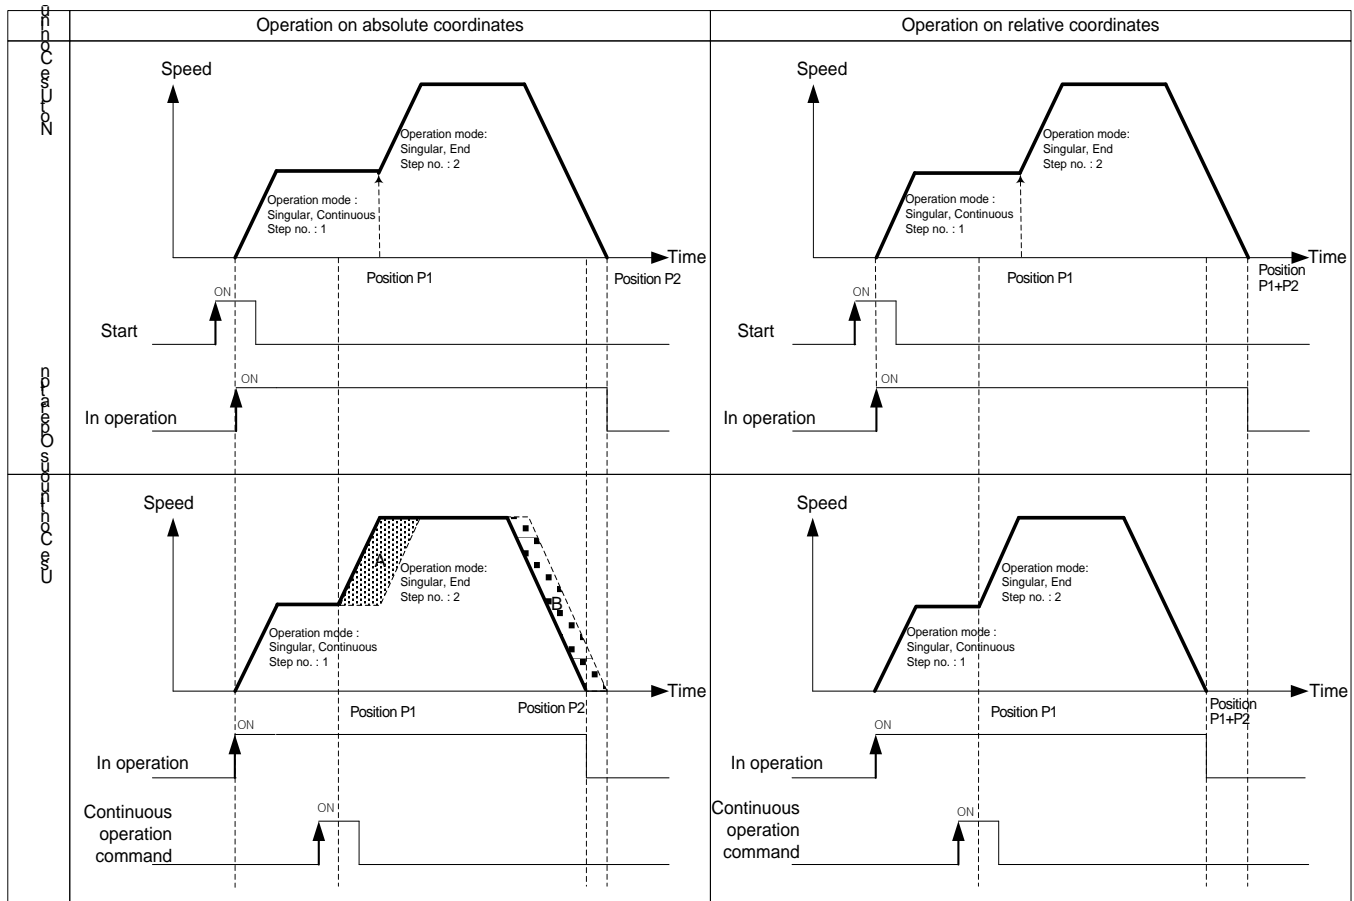 Operation on absolute coordinates
Operation on relative coordinates
Speed
Operation mode:
Singular, End
Step no. : 2
Operation mode :
Singular, Continuous
Step no. : 1
Time
Position P1
Position P2
ON
Start
ON
In operation
Speed
Operation mode:
Singular, End
Step no. : 2
Operation mode :
Singular, Continuous
Step no. : 1
Time
Position P1
Position
P1+P2
ON
Start
ON
In operation
Speed
A
Operation mode:
Singular, End
Step no. : 2
B
Operation mode :
Singular, Continuous
Step no. : 1
Time
Position P1
Position P2
ON
In operation
ON
Continuous
operation
command
Speed
Operation mode:
Singular, End
Step no. : 2
Operation mode :
Singular, Continuous
Step no. : 1
Time
Position P1
Position
P1+P2
ON
In operation
ON
Continuous
operation
command